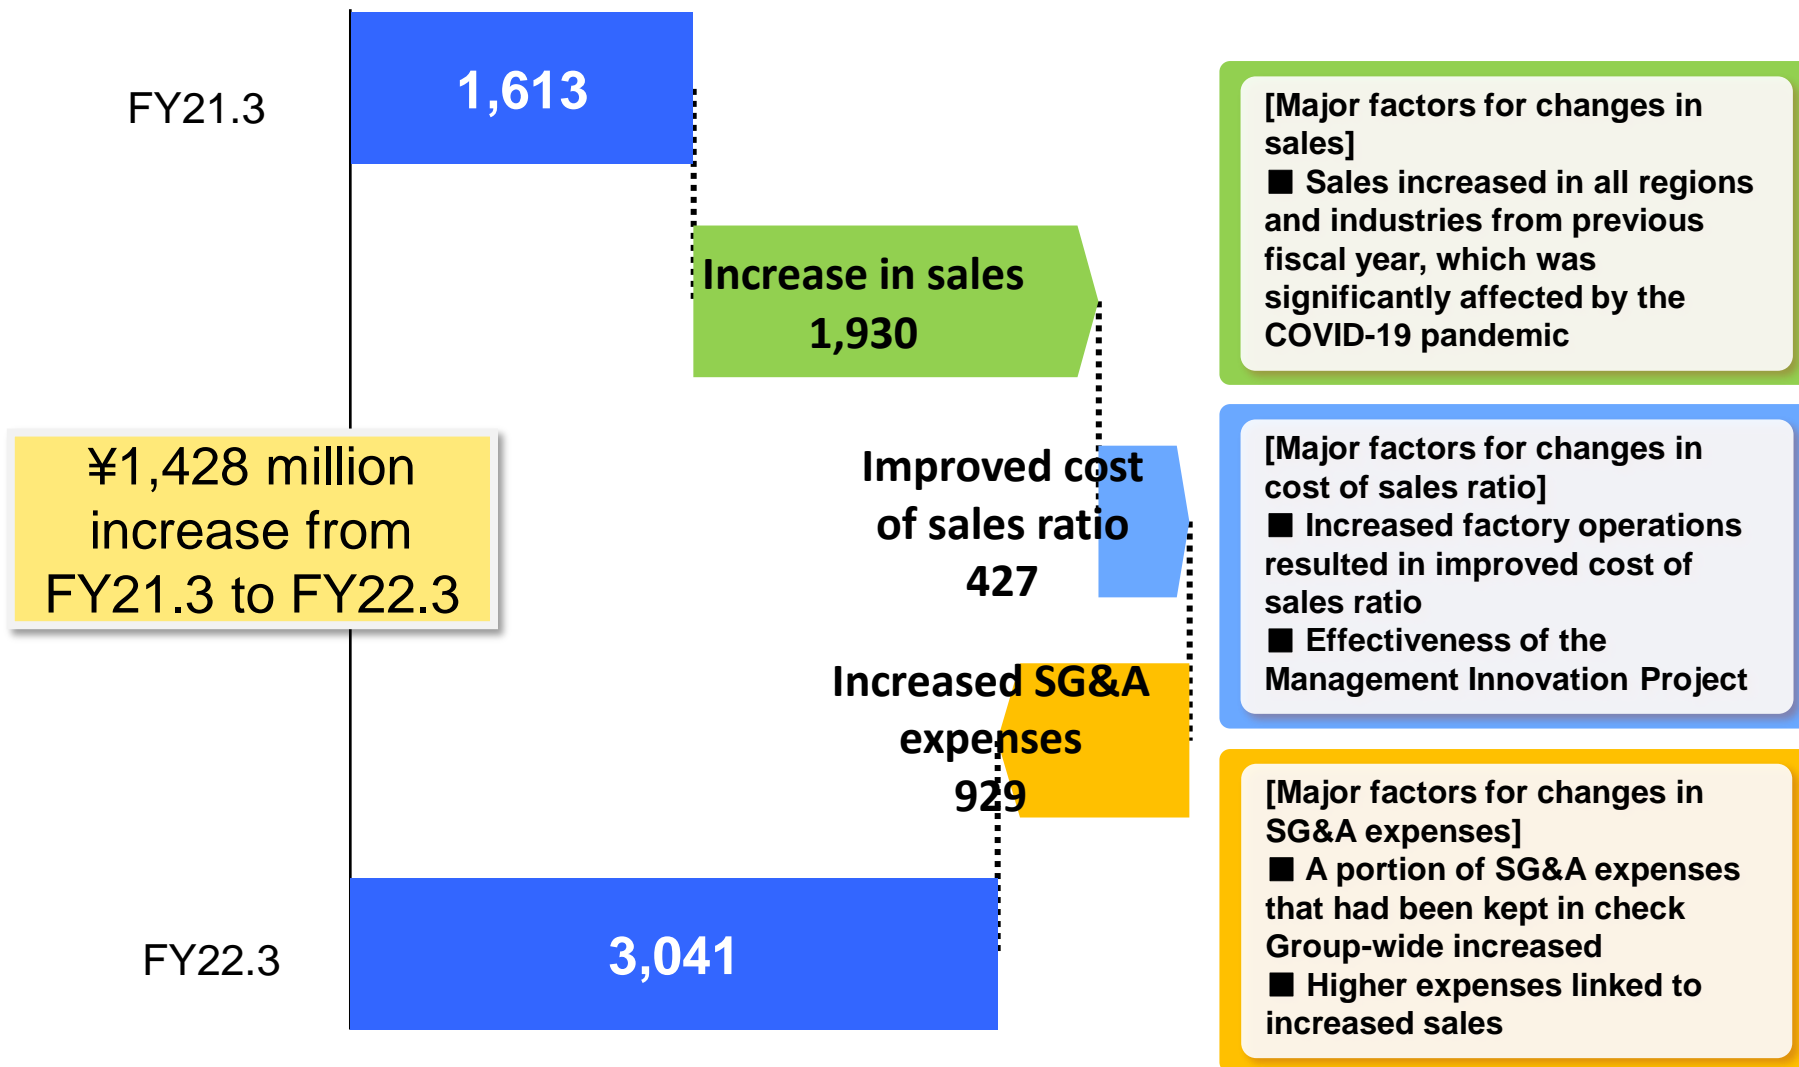 FY21.3
1,613
Increase in sales
1,930
¥1,428 million
increase from
FY21.3 to FY22.3
Improved cost
of sales ratio
427
Increased SG&A
expenses
929
FY22.3
3,041
[Major factors for changes in
sales]
■ Sales increased in all regions
and industries from previous
fiscal year, which was
significantly affected by the
COVID-19 pandemic
[Major factors for changes in
cost of sales ratio]
■ Increased factory operations
resulted in improved cost of
sales ratio
■ Effectiveness of the
Management Innovation Project
[Major factors for changes in
SG&A expenses]
■ A portion of SG&A expenses
that had been kept in check
Group-wide increased
■ Higher expenses linked to
increased sales